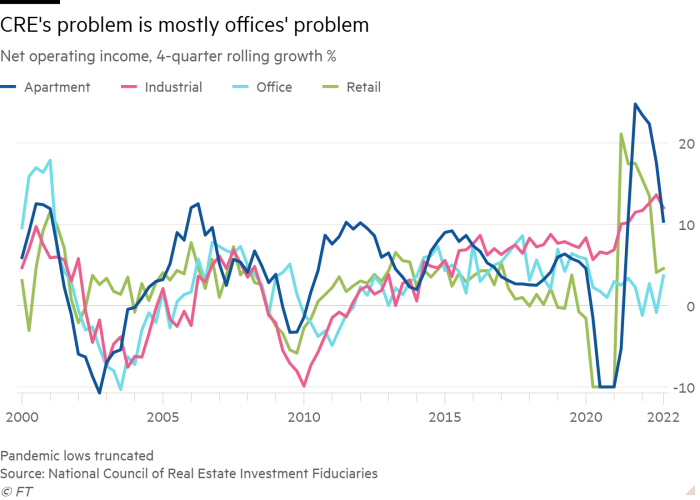 CRE's problem is mostly offices' problem
Net operating income, 4-quarter rolling growth %
Apartment Industrial Office Retail
20
10
0
-10
2000 2005 2010 2015 2020 2022
Pandemic lows truncated
Source: National Council of Real Estate Investment Fiduciaries
© FT